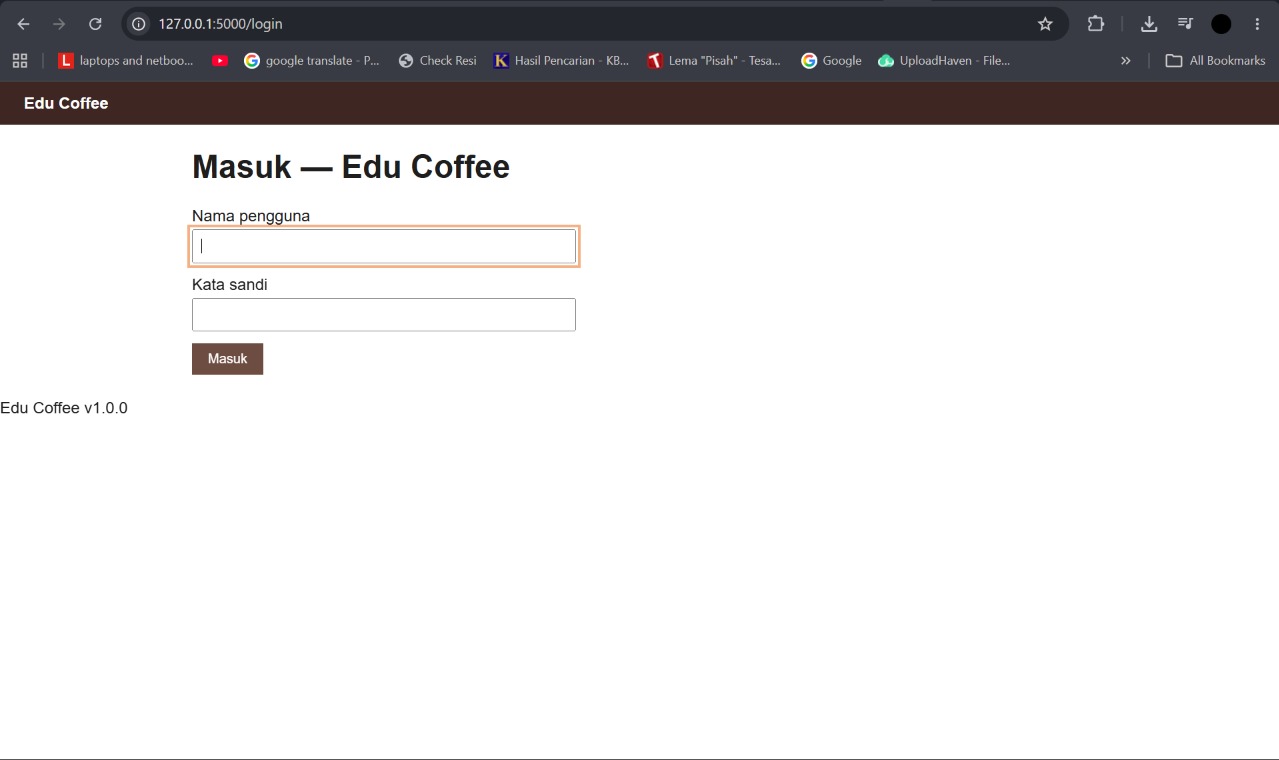 127.0.0.1:5000/login
laptops and netboo... google translate - P... Check Resi Hasil Pencarian - KB... Lema "Pisah" - Tesa... Google UploadHaven - File... » All Bookmarks
Edu Coffee
Masuk — Edu Coffee
Nama pengguna
Kata sandi
Masuk
Edu Coffee v1.0.0